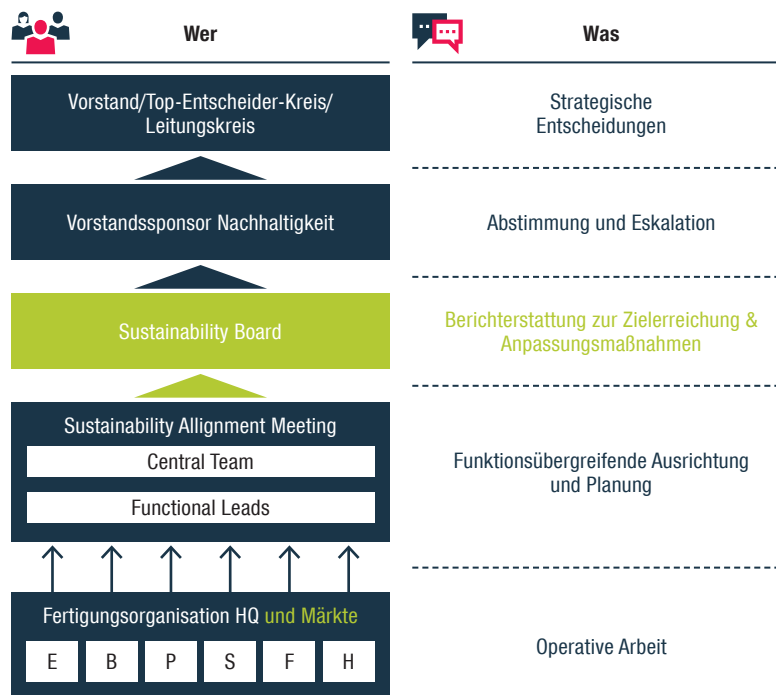 Wer
Was
Vorstand/Top-Entscheider-Kreis/
Leitungskreis
Strategische
Entscheidungen
Vorstandssponsor Nachhaltigkeit
Abstimmung und Eskalation
Sustainability Board
Berichterstattung zur Zielerreichung &
Anpassungsmaßnahmen
Sustainability Allignment Meeting
Central Team
Functional Leads
Funktionsübergreifende Ausrichtung
und Planung
Fertigungsorganisation HQ und Märkte
E B P S F H
Operative Arbeit